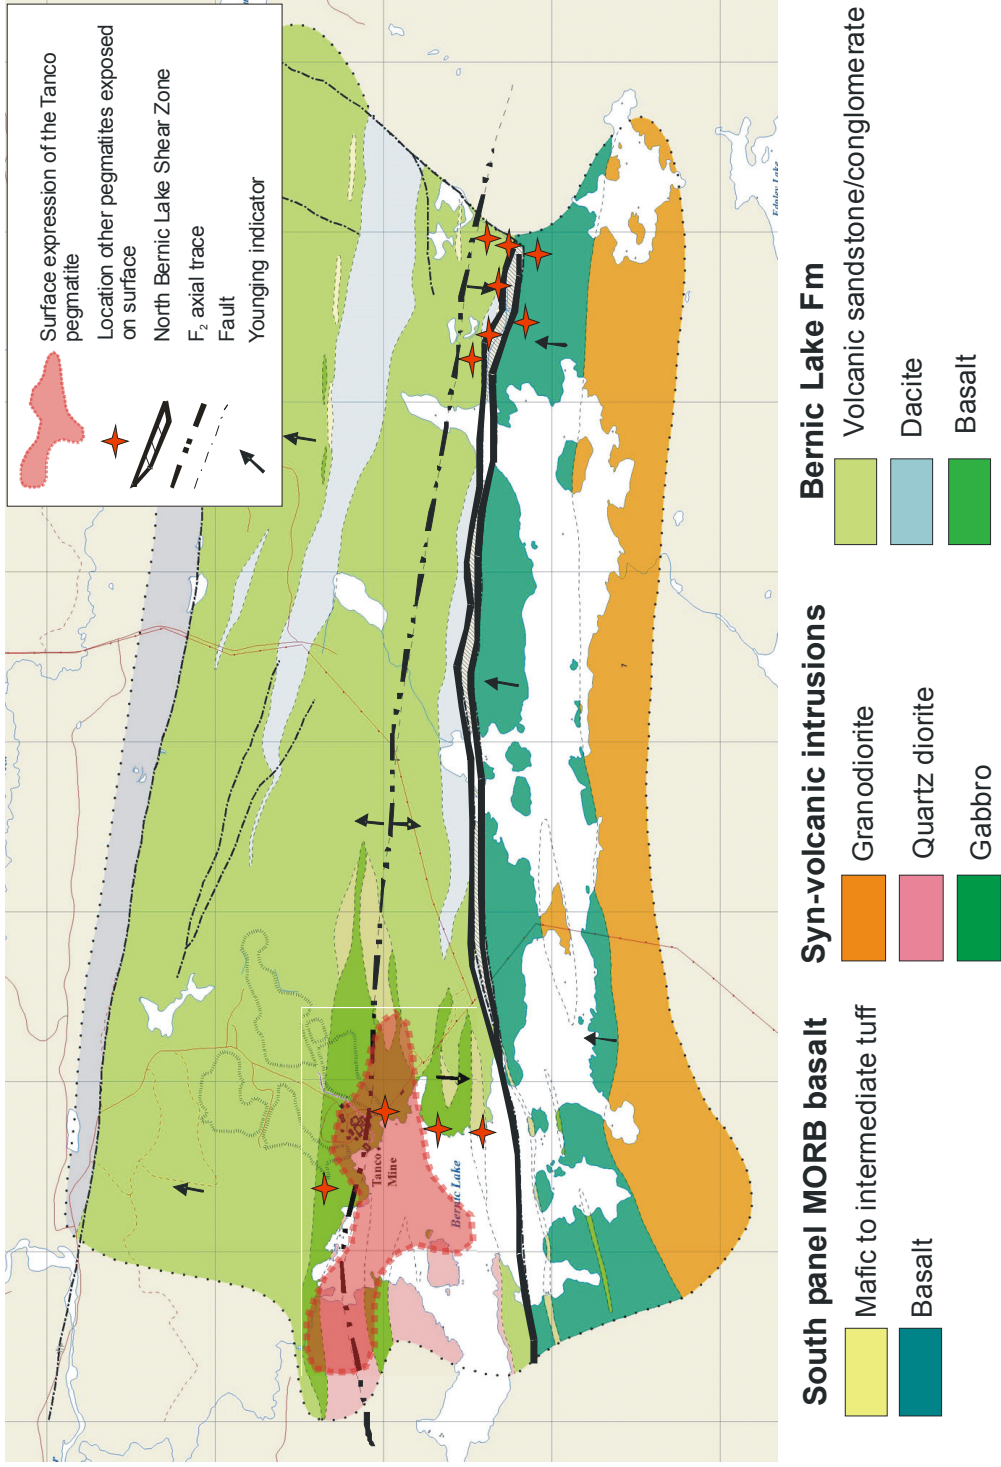 Surface expression of the Tanco
pegmatite
Location other pegmatites exposed
on surface
North Bernic Lake Shear Zone
F2 axial trace
Fault
Younging indicator
Tanco
Mine
Bernic Lake
South panel MORB basalt
Mafic to intermediate tuff
Basalt
Syn-volcanic intrusions
Granodiorite
Quartz diorite
Gabbro
Bernic Lake Fm
Volcanic sandstone/conglomerate
Dacite
Basalt